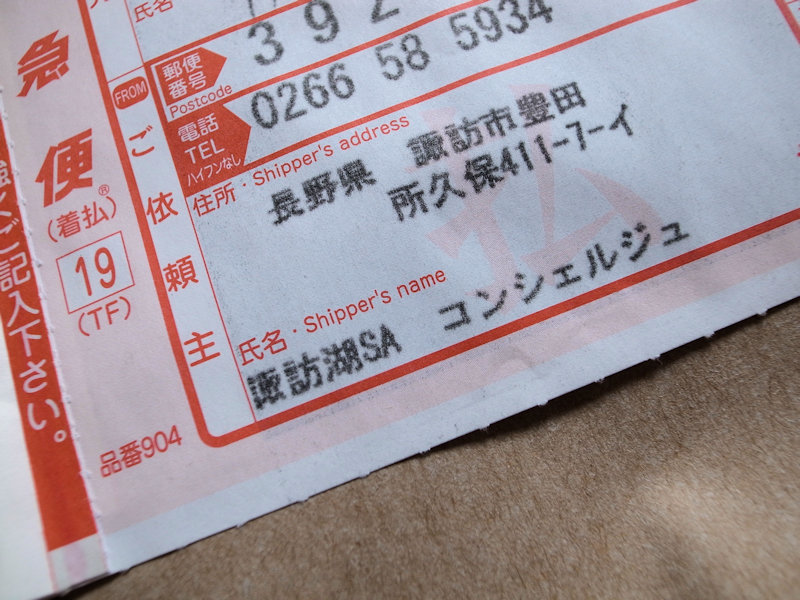 氏名
392
郵便番号
Postcode
0266 58 5934
電話
TEL
ハイフンなし
FROM
ご依頼主
住所・Shipper's address
長野県 諏訪市豊田
所久保411-7-イ
払
氏名・Shipper's name
諏訪湖SA コンシェルジュ
急便®
(着払)
19
(TF)
品番904
強くご記入下さい。